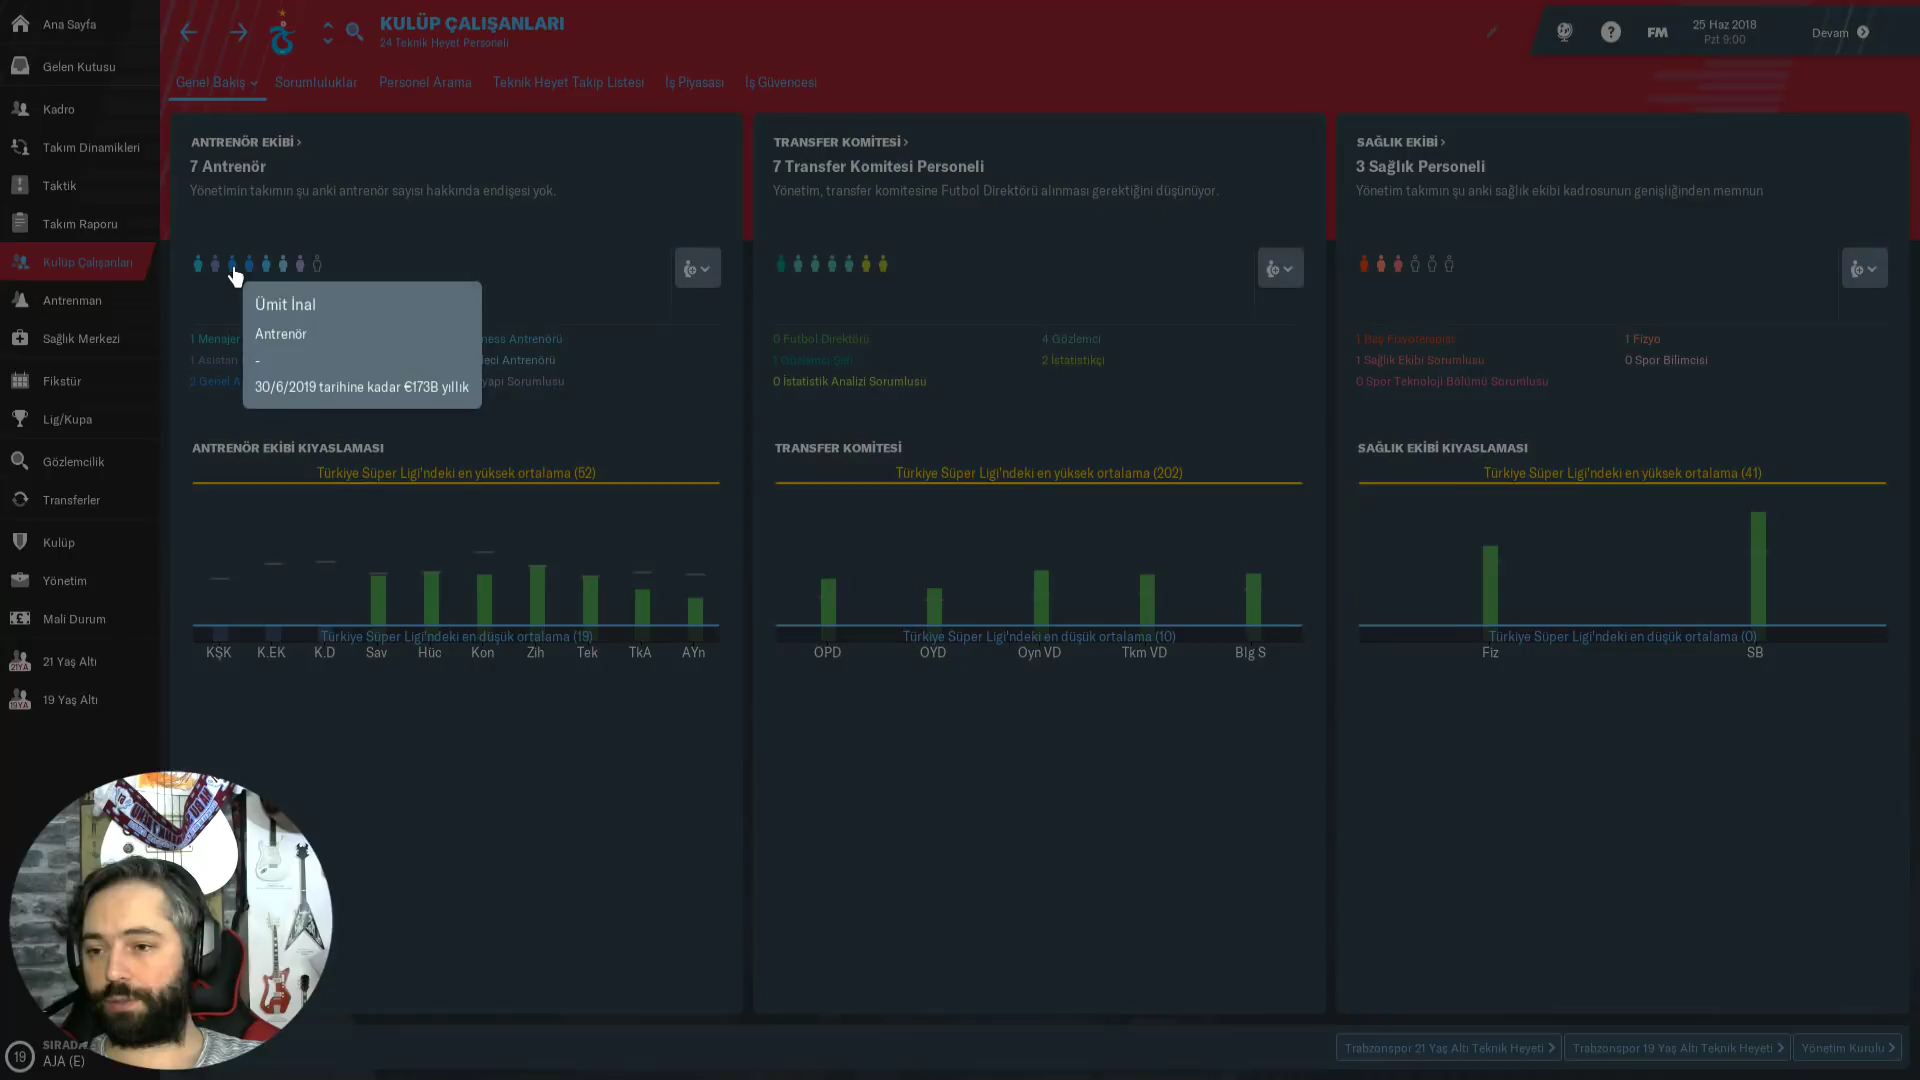 Ana Sayfa
Gelen Kutusu
Kadro
Takım Dinamikleri
Taktik
Takım Raporu
Kulüp Çalışanları
Antrenman
Sağlık Merkezi
Fikstür
Lig/Kupa
Gözlemcilik
Transferler
Kulüp
Yönetim
Mali Durum
21YA
21 Yaş Altı
19YA
19 Yaş Altı
19
AJA (E)
KULÜP ÇALIŞANLARI
24 Teknik Heyet Personeli
FM
25 Haz 2018
Pzt 9:00
Devam
Genel Bakış
Sorumluluklar
Personel Arama
Teknik Heyet Takip Listesi
İş Piyasası
İş Güvencesi
ANTRENÖR EKİBİ
7 Antrenör
Yönetimin takımın şu anki antrenör sayısı hakkında endişesi yok.
Ümit İnal
Antrenör
-
30/6/2019 tarihine kadar €173B yıllık
1 Menajer
1 Asistan
ANTRENÖR EKİBİ KIYASLAMASI
Türkiye Süper Ligi'ndeki en yüksek ortalama (52)
Türkiye Süper Ligi'ndeki en düşük ortalama (19)
KŞK K.EK K.D Sav Hüc Kon Zih Tek TkA AYn
TRANSFER KOMİTESİ
7 Transfer Komitesi Personeli
Yönetim, transfer komitesine Futbol Direktörü alınması gerektiğini düşünüyor.
0 Futbol Direktörü
4 Gözlemci
1 Gözlemci Şefi
2 İstatistikçi
0 İstatistik Analizi Sorumlusu
TRANSFER KOMİTESİ
Türkiye Süper Ligi'ndeki en yüksek ortalama (202)
Türkiye Süper Ligi'ndeki en düşük ortalama (10)
OPD OYD Oyn VD Tkm VD Blg S
SAĞLIK EKİBİ
3 Sağlık Personeli
Yönetim takımın şu anki sağlık ekibi kadrosunun genişliğinden memnun
1 Baş Fizyoterapist
1 Fizyo
1 Sağlık Ekibi Sorumlusu
0 Spor Bilimcisi
0 Spor Teknoloji Bölümü Sorumlusu
SAĞLIK EKİBİ KIYASLAMASI
Türkiye Süper Ligi'ndeki en yüksek ortalama (41)
Türkiye Süper Ligi'ndeki en düşük ortalama (0)
Fiz SB
Trabzonspor 21 Yaş Altı Teknik Heyeti
Trabzonspor 19 Yaş Altı Teknik Heyeti
Yönetim Kurulu